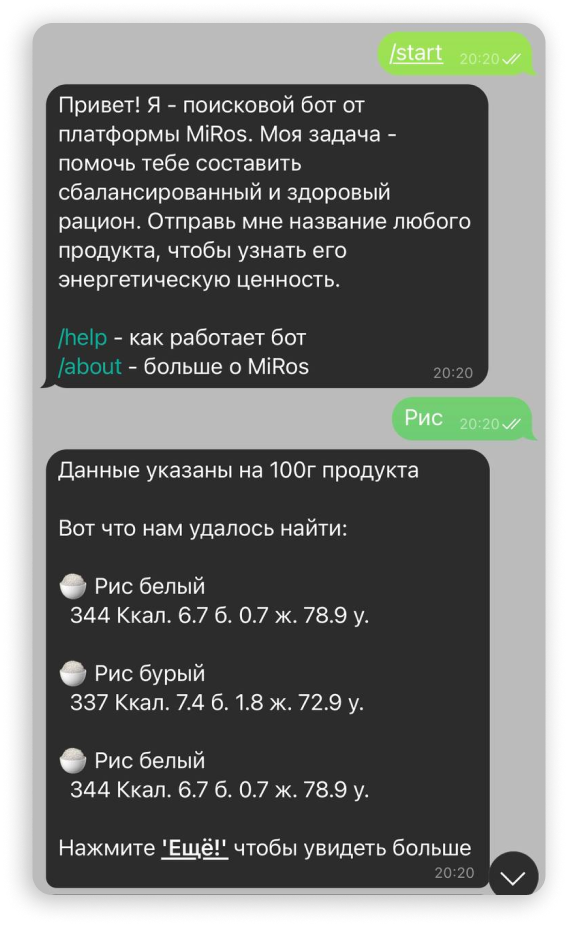 /start 20:20
Привет! Я - поисковой бот от
платформы MiRos. Моя задача -
помочь тебе составить
сбалансированный и здоровый
рацион. Отправь мне название любого
продукта, чтобы узнать его
энергетическую ценность.
/help - как работает бот
/about - больше о MiRos
20:20
Рис 20:20
Данные указаны на 100г продукта
Вот что нам удалось найти:
🍚 Рис белый
344 Ккал. 6.7 б. 0.7 ж. 78.9 у.
🍚 Рис бурый
337 Ккал. 7.4 б. 1.8 ж. 72.9 у.
🍚 Рис белый
344 Ккал. 6.7 б. 0.7 ж. 78.9 у.
Нажмите 'Ещё!' чтобы увидеть больше
20:20